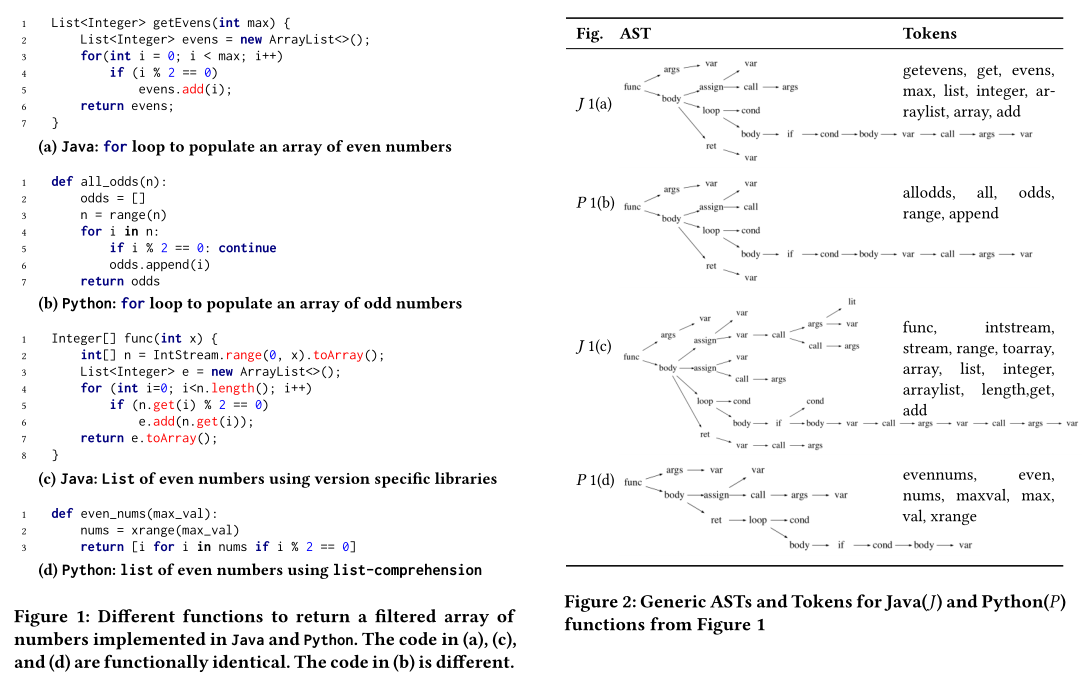 1 List<Integer> getEvens(int max) {
2 List<Integer> evens = new ArrayList<>();
3 for(int i = 0; i < max; i++)
4 if (i % 2 == 0)
5 evens.add(i);
6 return evens;
7 }
(a) Java: for loop to populate an array of even numbers
1 def all_odds(n):
2 odds = []
3 n = range(n)
4 for i in n:
5 if i % 2 == 0: continue
6 odds.append(i)
7 return odds
(b) Python: for loop to populate an array of odd numbers
1 Integer[] func(int x) {
2 int[] n = IntStream.range(0, x).toArray();
3 List<Integer> e = new ArrayList<>();
4 for (int i=0; i<n.length(); i++)
5 if (n.get(i) % 2 == 0)
6 e.add(n.get(i));
7 return e.toArray();
8 }
(c) Java: List of even numbers using version specific libraries
1 def even_nums(max_val):
2 nums = xrange(max_val)
3 return [i for i in nums if i % 2 == 0]
(d) Python: list of even numbers using list-comprehension
Figure 1: Different functions to return a filtered array of
numbers implemented in Java and Python. The code in (a), (c),
and (d) are functionally identical. The code in (b) is different.
Fig. AST Tokens
J 1(a)
args var var
func assign call args
body loop cond
body if cond body var call args var
ret
var
getevens, get, evens,
max, list, integer, ar-
raylist, array, add
P 1(b)
args var var
func assign call
body loop cond
body if cond body var call args var
ret
var
allodds, all, odds,
range, append
J 1(c)
lit
var var args var
args var call
assign call args
func var
body assign
call args
loop cond cond
body if body var call args var call args var
ret
var call args
func, intstream,
stream, range, toarray,
array, list, integer,
arraylist, length,get,
add
P 1(d)
args var var
func
body assign call args var
ret loop cond
body if cond body var
evennums, even,
nums, maxval, max,
val, xrange
Figure 2: Generic ASTs and Tokens for Java(J) and Python(P)
functions from Figure 1